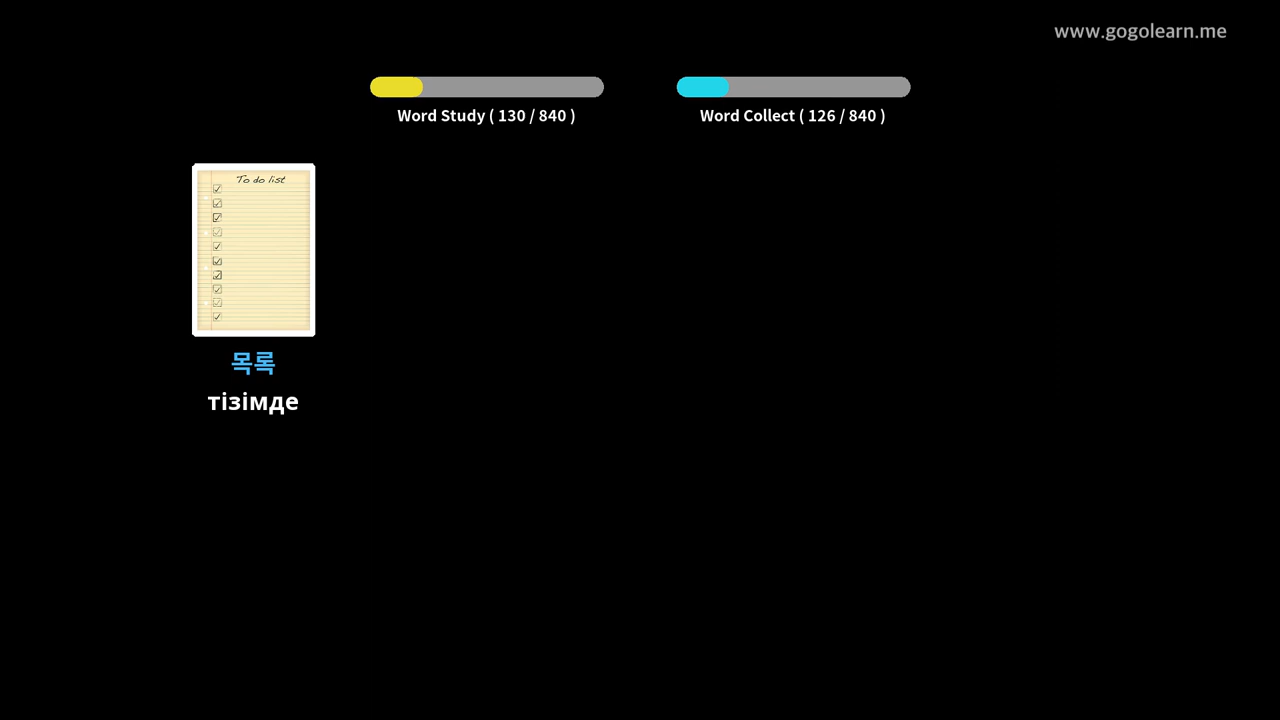 www.gogolearn.me
Word Study ( 130 / 840 )
Word Collect ( 126 / 840 )
To do list
목록
тізімде